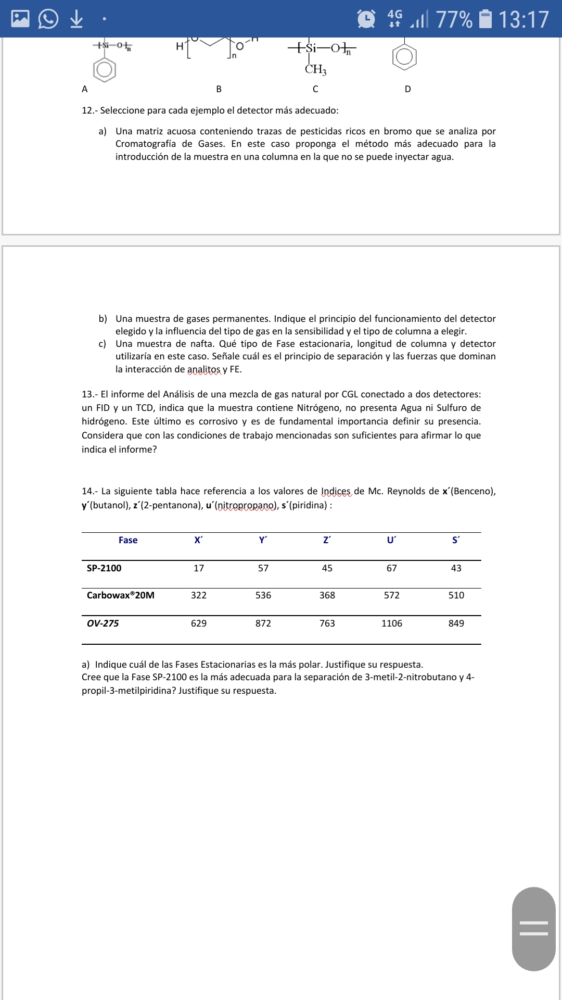 4G 77% 13:17
Si O n
H O n O H
Si—O n
CH3
A B C D
12.- Seleccione para cada ejemplo el detector más adecuado:
a) Una matriz acuosa conteniendo trazas de pesticidas ricos en bromo que se analiza por
Cromatografía de Gases. En este caso proponga el método más adecuado para la
introducción de la muestra en una columna en la que no se puede inyectar agua.
b) Una muestra de gases permanentes. Indique el principio del funcionamiento del detector
elegido y la influencia del tipo de gas en la sensibilidad y el tipo de columna a elegir.
c) Una muestra de nafta. Qué tipo de Fase estacionaria, longitud de columna y detector
utilizaría en este caso. Señale cuál es el principio de separación y las fuerzas que dominan
la interacción de analitos y FE.
13.- El informe del Análisis de una mezcla de gas natural por CGL conectado a dos detectores:
un FID y un TCD, indica que la muestra contiene Nitrógeno, no presenta Agua ni Sulfuro de
hidrógeno. Este último es corrosivo y es de fundamental importancia definir su presencia.
Considera que con las condiciones de trabajo mencionadas son suficientes para afirmar lo que
indica el informe?
14.- La siguiente tabla hace referencia a los valores de Indices de Mc. Reynolds de x´(Benceno),
y´(butanol), z´(2-pentanona), u´(nitropropano), s´(piridina) :
Fase X´ Y´ Z´ U´ S´
SP-2100 17 57 45 67 43
Carbowax®20M 322 536 368 572 510
OV-275 629 872 763 1106 849
a) Indique cuál de las Fases Estacionarias es la más polar. Justifique su respuesta.
Cree que la Fase SP-2100 es la más adecuada para la separación de 3-metil-2-nitrobutano y 4-
propil-3-metilpiridina? Justifique su respuesta.